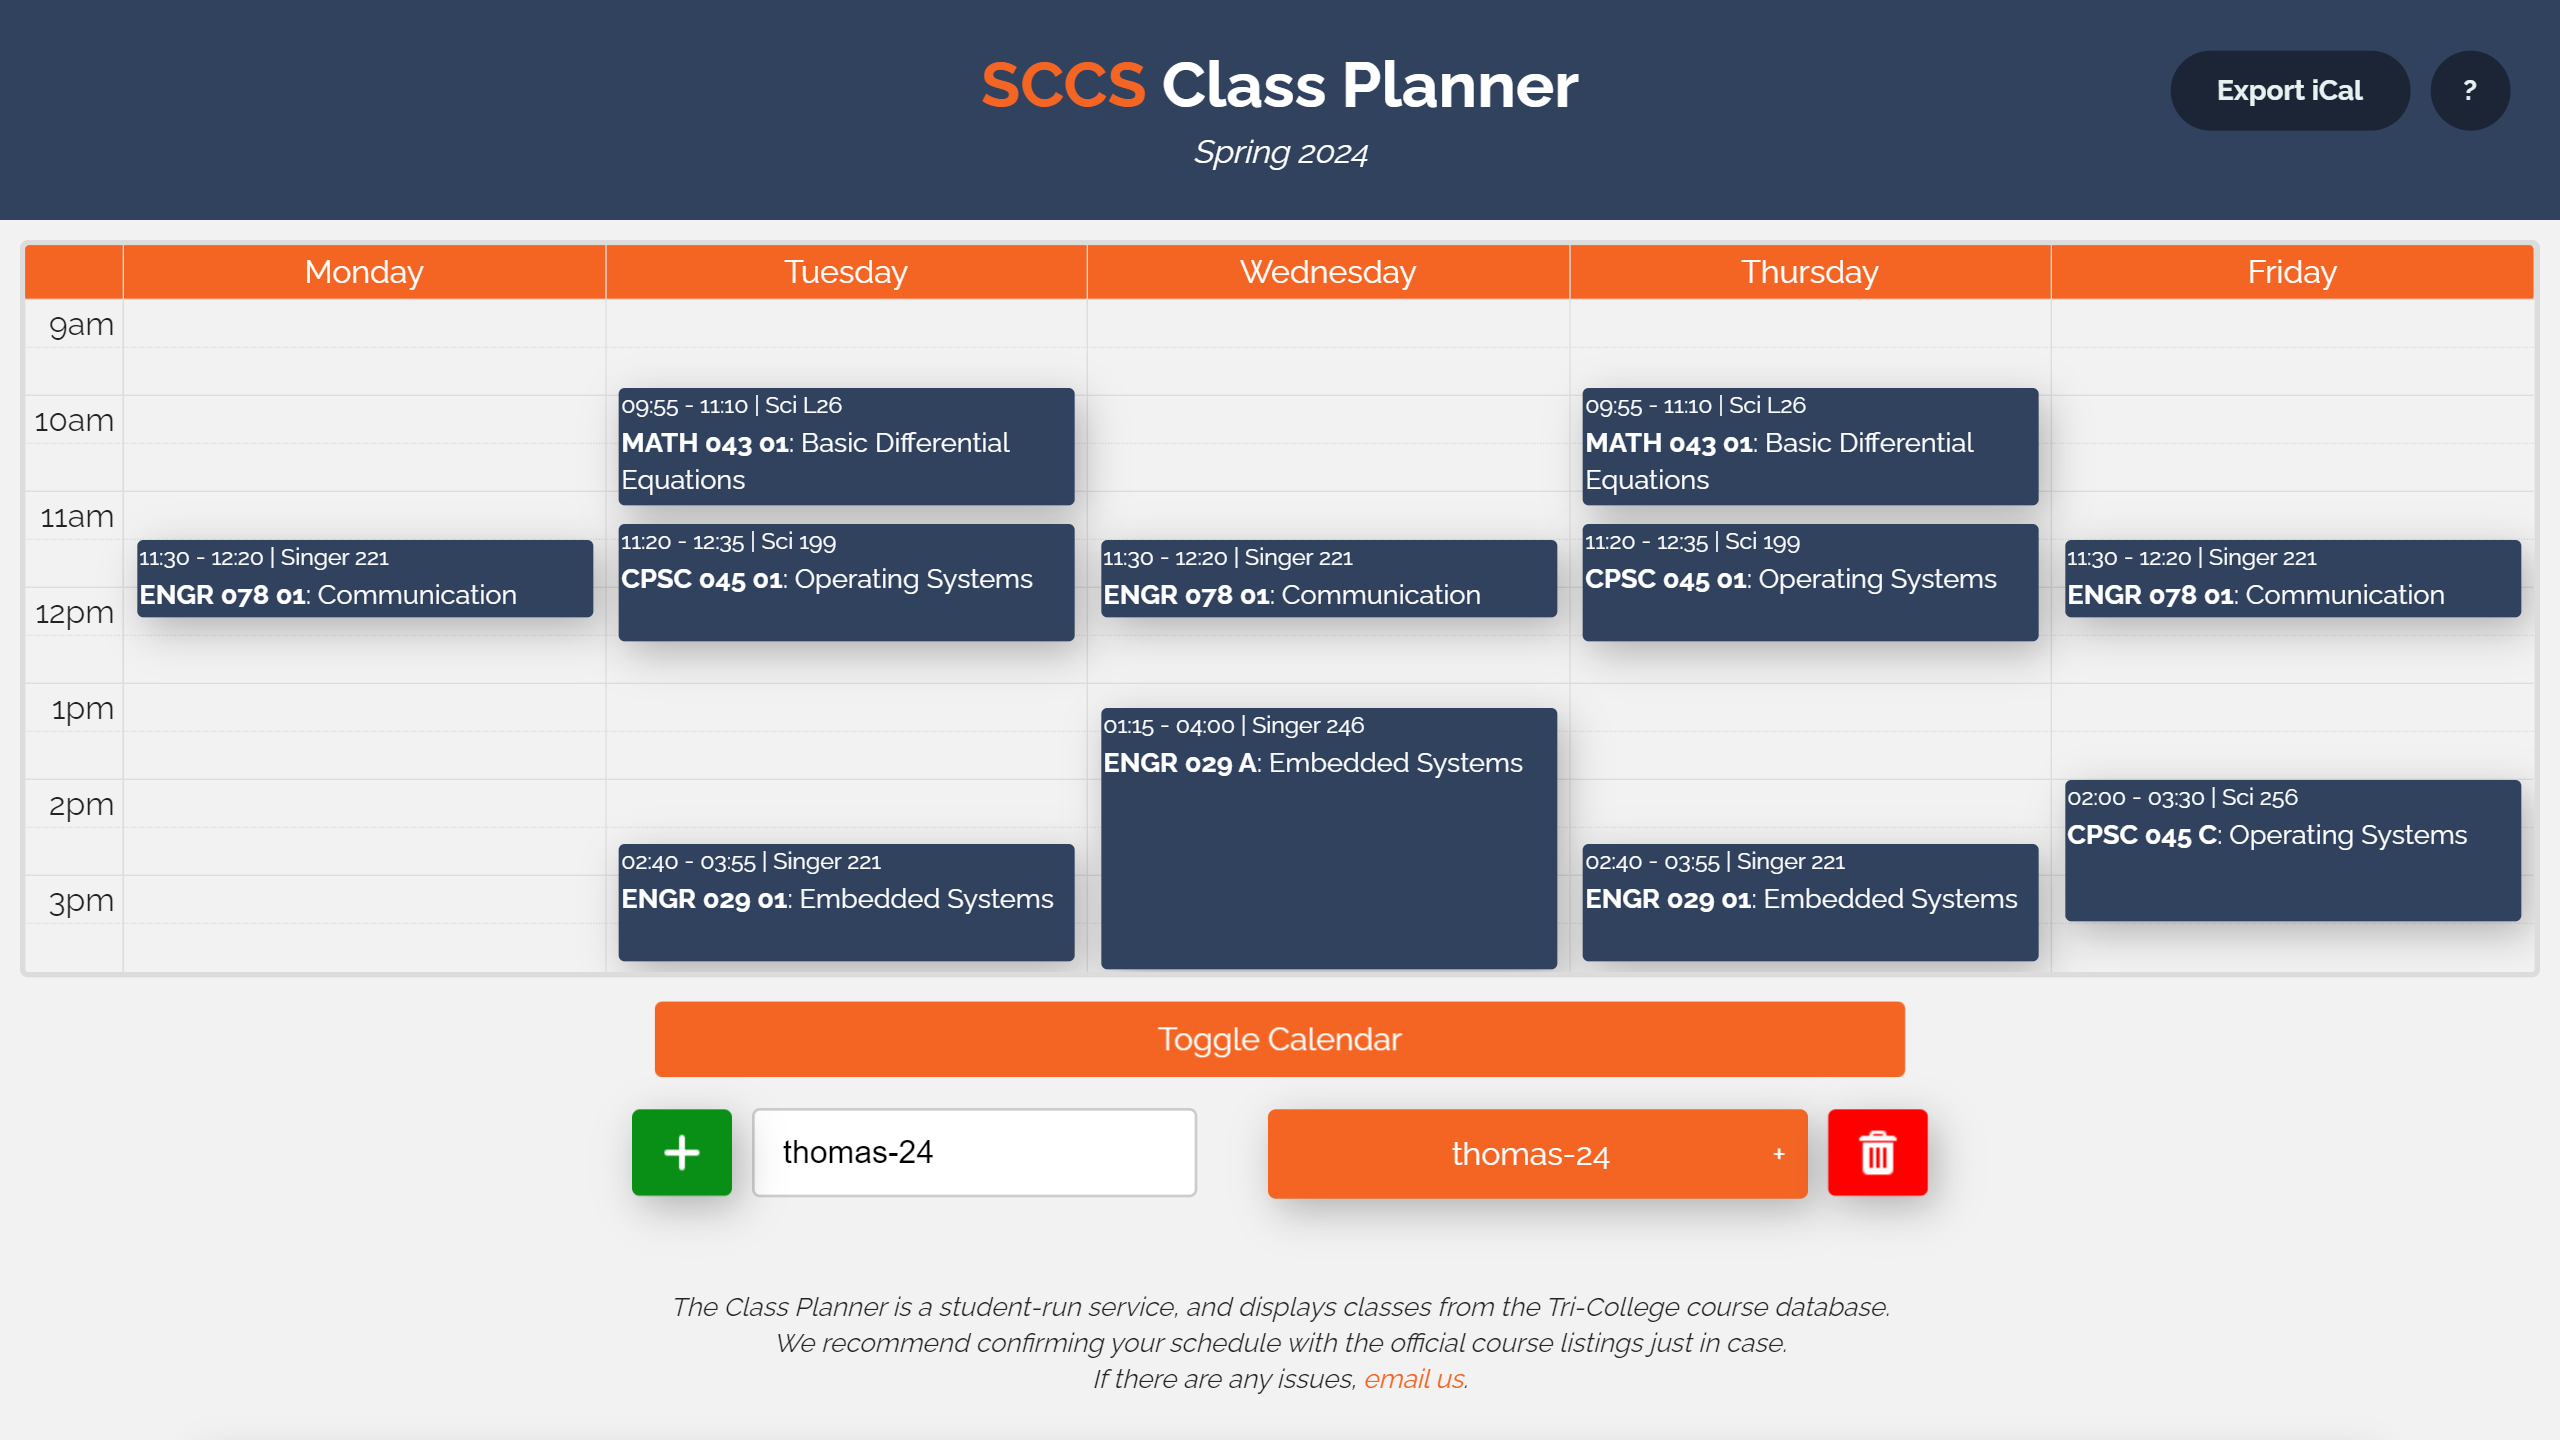 SCCS Class Planner
Spring 2024
Export iCal
?
Monday Tuesday Wednesday Thursday Friday
9am
10am
11am
12pm
1pm
2pm
3pm
11:30 - 12:20 | Singer 221
ENGR 078 01: Communication
09:55 - 11:10 | Sci L26
MATH 043 01: Basic Differential
Equations
11:20 - 12:35 | Sci 199
CPSC 045 01: Operating Systems
02:40 - 03:55 | Singer 221
ENGR 029 01: Embedded Systems
11:30 - 12:20 | Singer 221
ENGR 078 01: Communication
01:15 - 04:00 | Singer 246
ENGR 029 A: Embedded Systems
09:55 - 11:10 | Sci L26
MATH 043 01: Basic Differential
Equations
11:20 - 12:35 | Sci 199
CPSC 045 01: Operating Systems
02:40 - 03:55 | Singer 221
ENGR 029 01: Embedded Systems
11:30 - 12:20 | Singer 221
ENGR 078 01: Communication
02:00 - 03:30 | Sci 256
CPSC 045 C: Operating Systems
Toggle Calendar
thomas-24
thomas-24 +
The Class Planner is a student-run service, and displays classes from the Tri-College course database.
We recommend confirming your schedule with the official course listings just in case.
If there are any issues, email us.